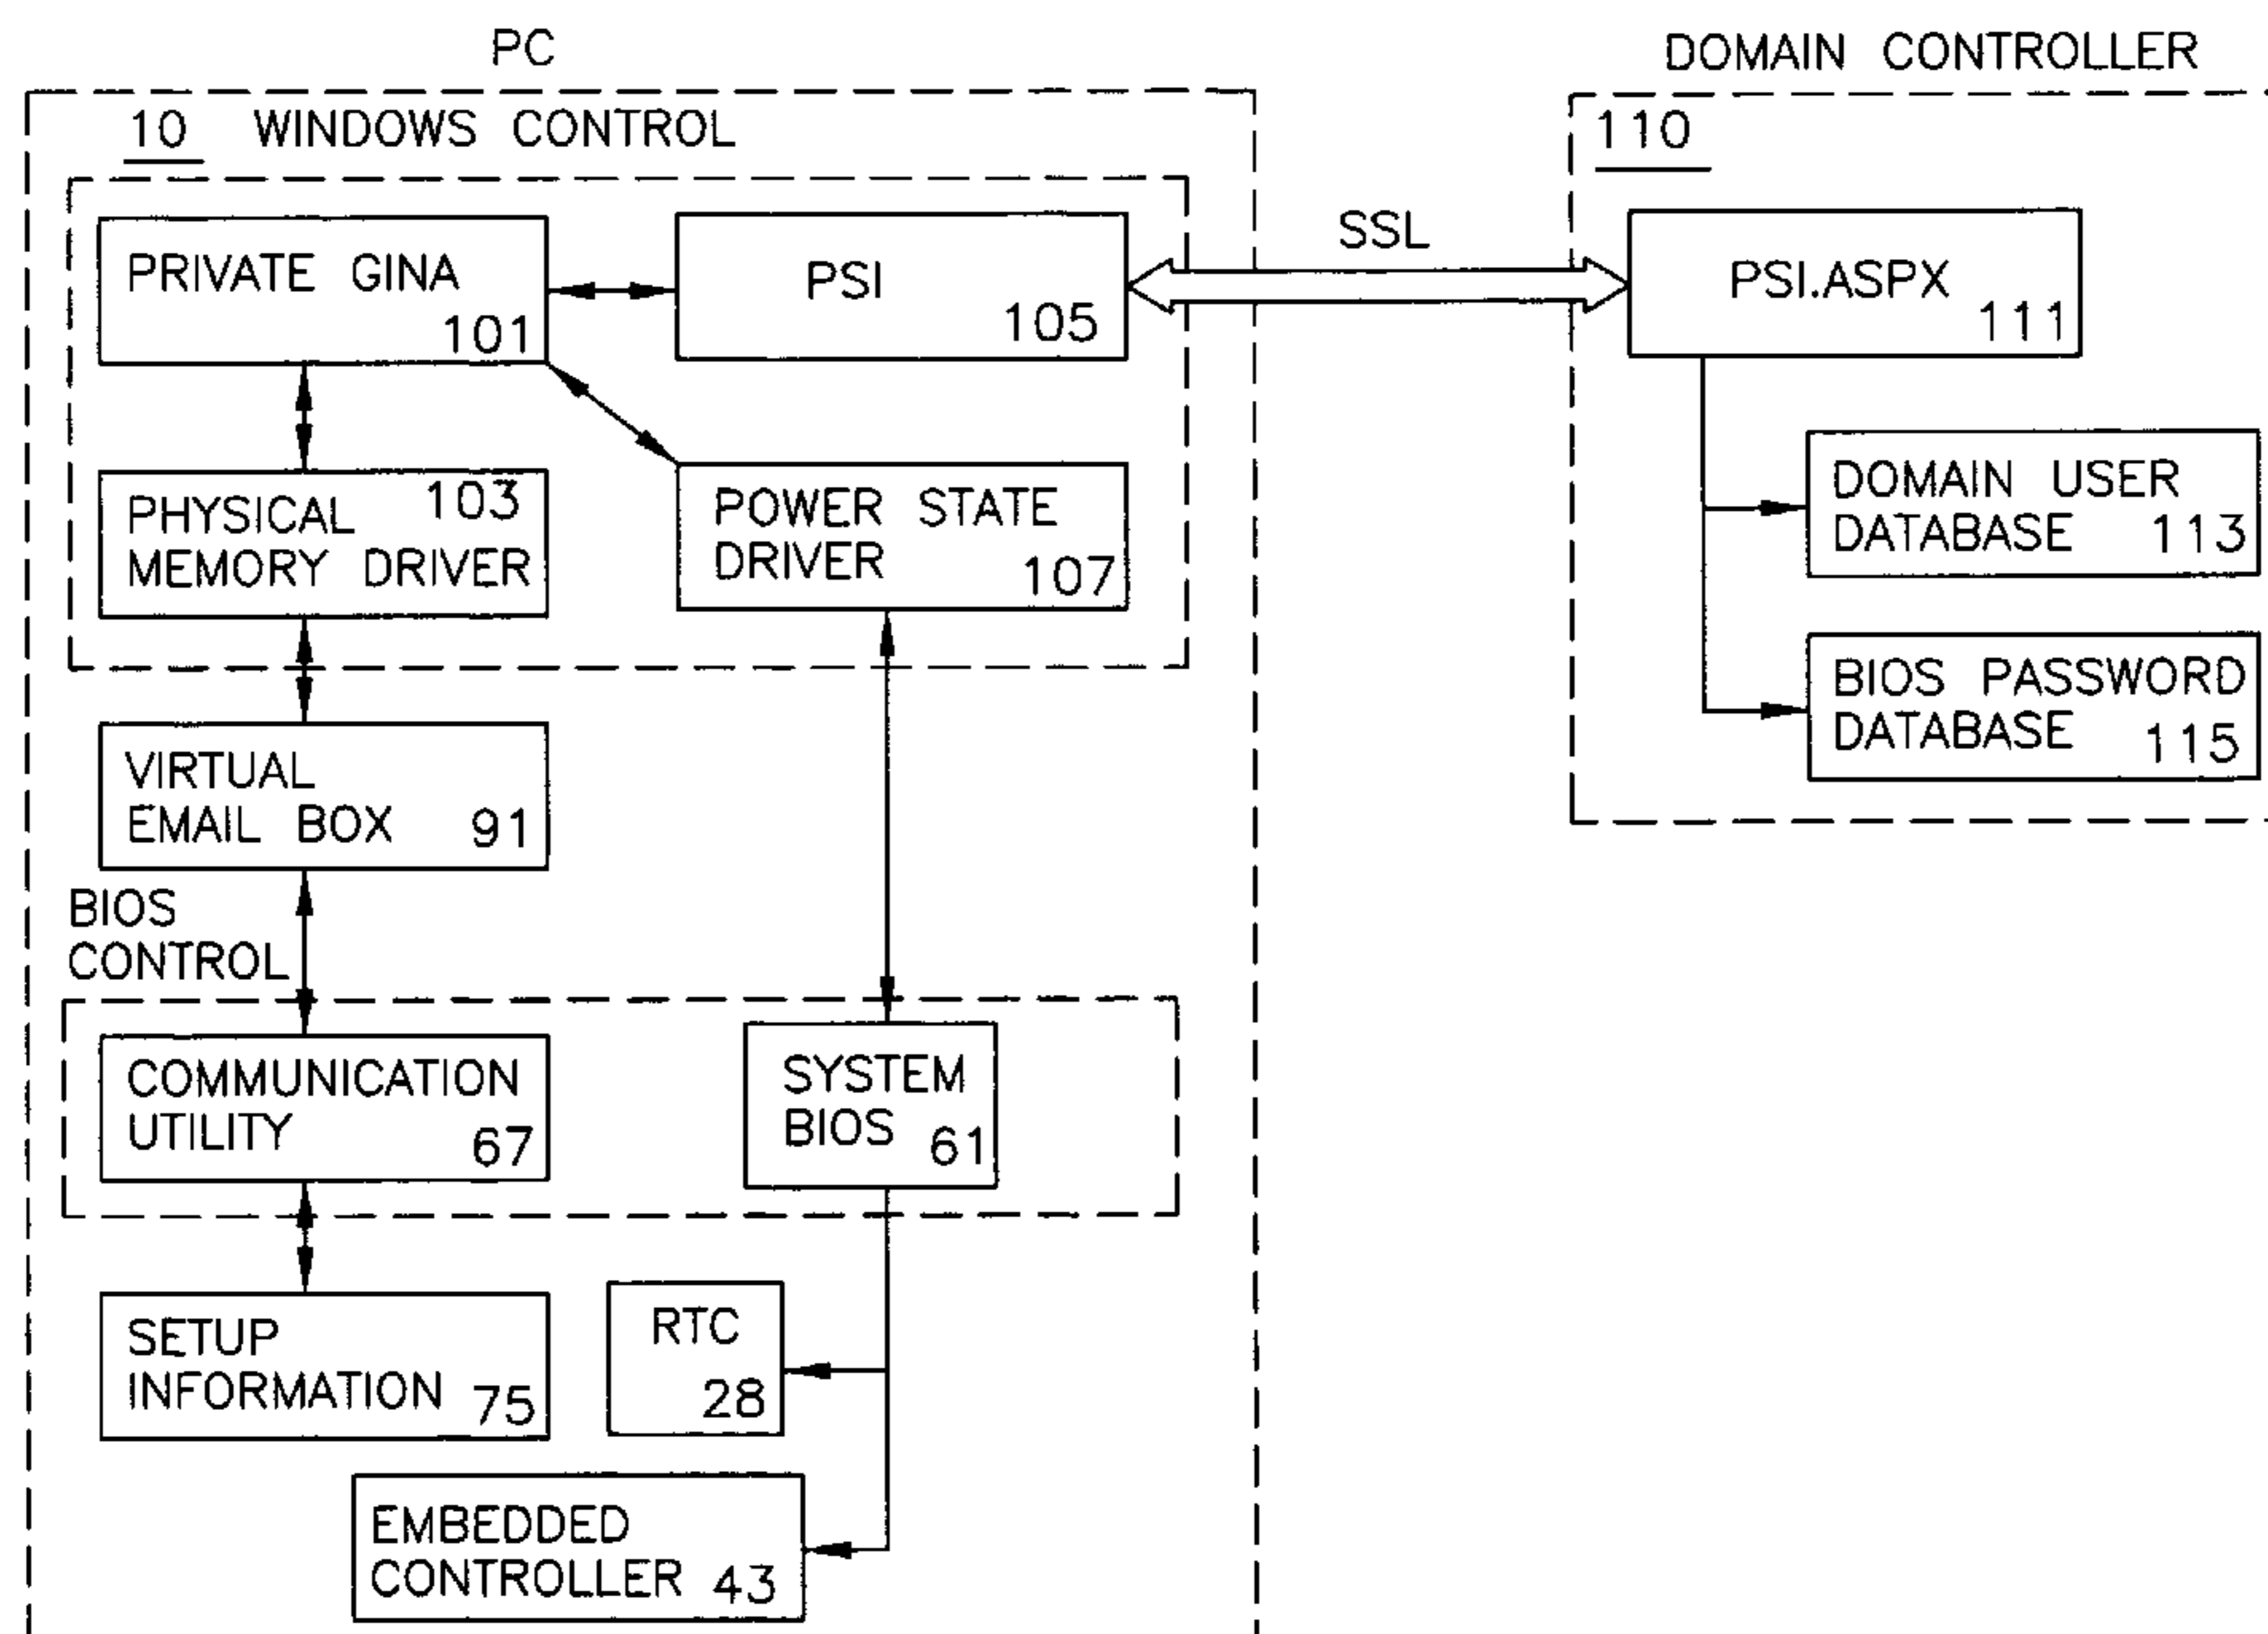 PC
10 WINDOWS CONTROL
PRIVATE GINA
101
PSI
105
PHYSICAL 103
MEMORY DRIVER
POWER STATE
DRIVER 107
VIRTUAL
EMAIL BOX 91
BIOS
CONTROL
COMMUNICATION
UTILITY 67
SYSTEM
BIOS 61
SETUP
INFORMATION 75
RTC
28
EMBEDDED
CONTROLLER 43
SSL
DOMAIN CONTROLLER
110
PSI.ASPX
111
DOMAIN USER
DATABASE 113
BIOS PASSWORD
DATABASE 115